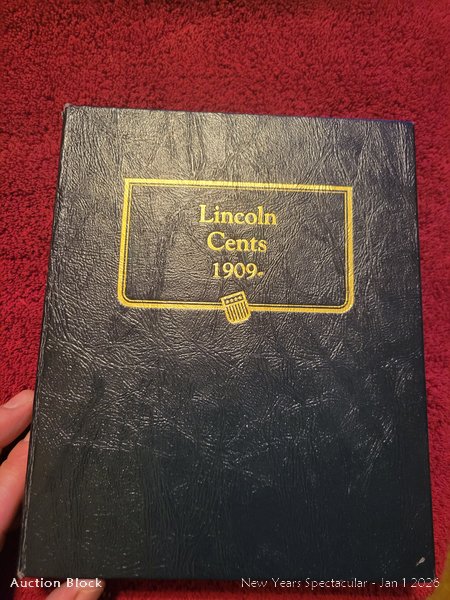 Lincoln
Cents
1909-
Auction Block
New Years Spectacular - Jan 1 2026